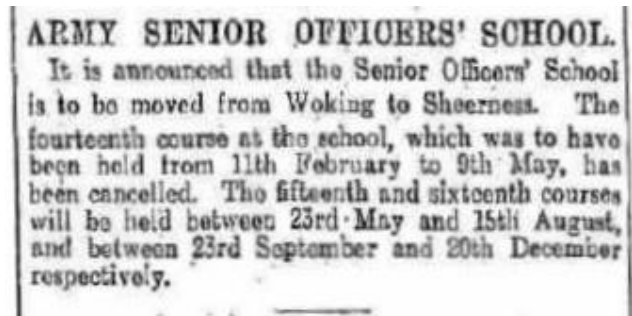 ARMY SENIOR OFFICERS' SCHOOL.
It is announced that the Senior Officers' School
is to be moved from Woking to Sheerness. The
fourteenth course at the school, which was to have
been held from 11th February to 9th May, has
been cancelled. The fifteenth and sixteenth courses
will be held between 23rd May and 15th August,
and between 23rd September and 20th December
respectively.